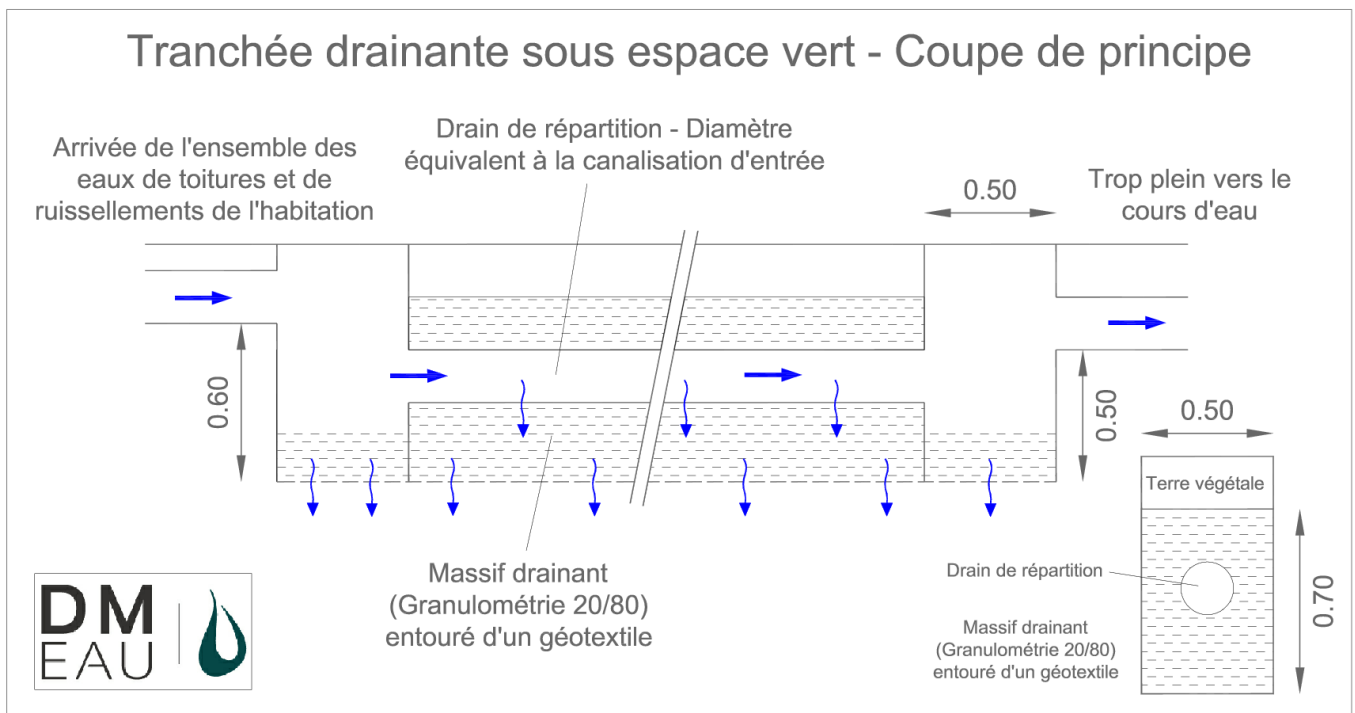 Tranchée drainante sous espace vert - Coupe de principe
Arrivée de l'ensemble des
eaux de toitures et de
ruissellements de l'habitation
Drain de répartition - Diamètre
équivalent à la canalisation d'entrée
0.50
Trop plein vers le
cours d'eau
0.60
0.50
0.50
Terre végétale
Drain de répartition
0.70
Massif drainant
(Granulométrie 20/80)
entouré d'un géotextile
Massif drainant
(Granulométrie 20/80)
entouré d'un géotextile
DM
EAU